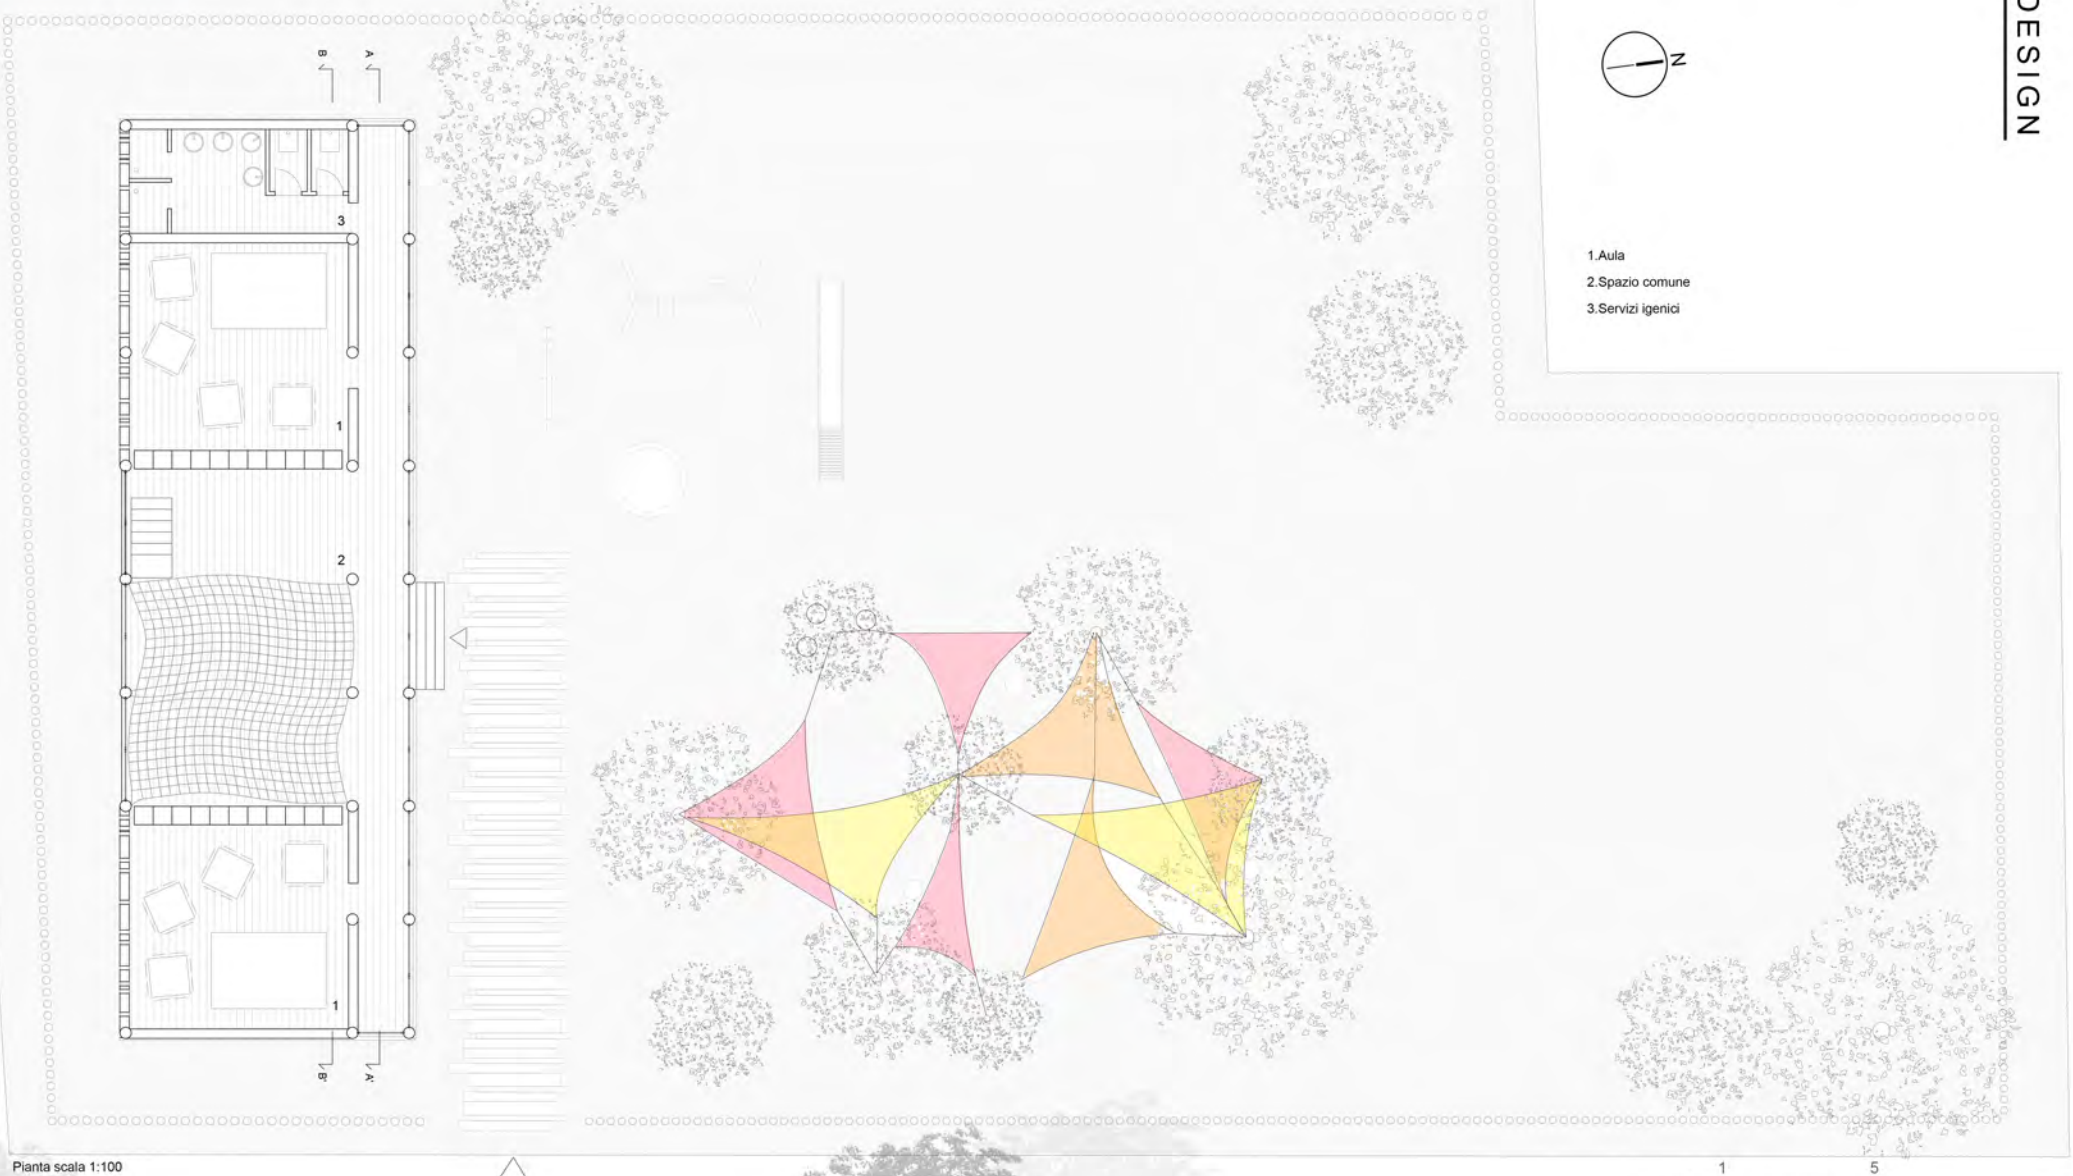 DESIGN
N
B
A
1.Aula
2.Spazio comune
3.Servizi igenici
3
1
2
1
B'
A'
Pianta scala 1:100
1
5